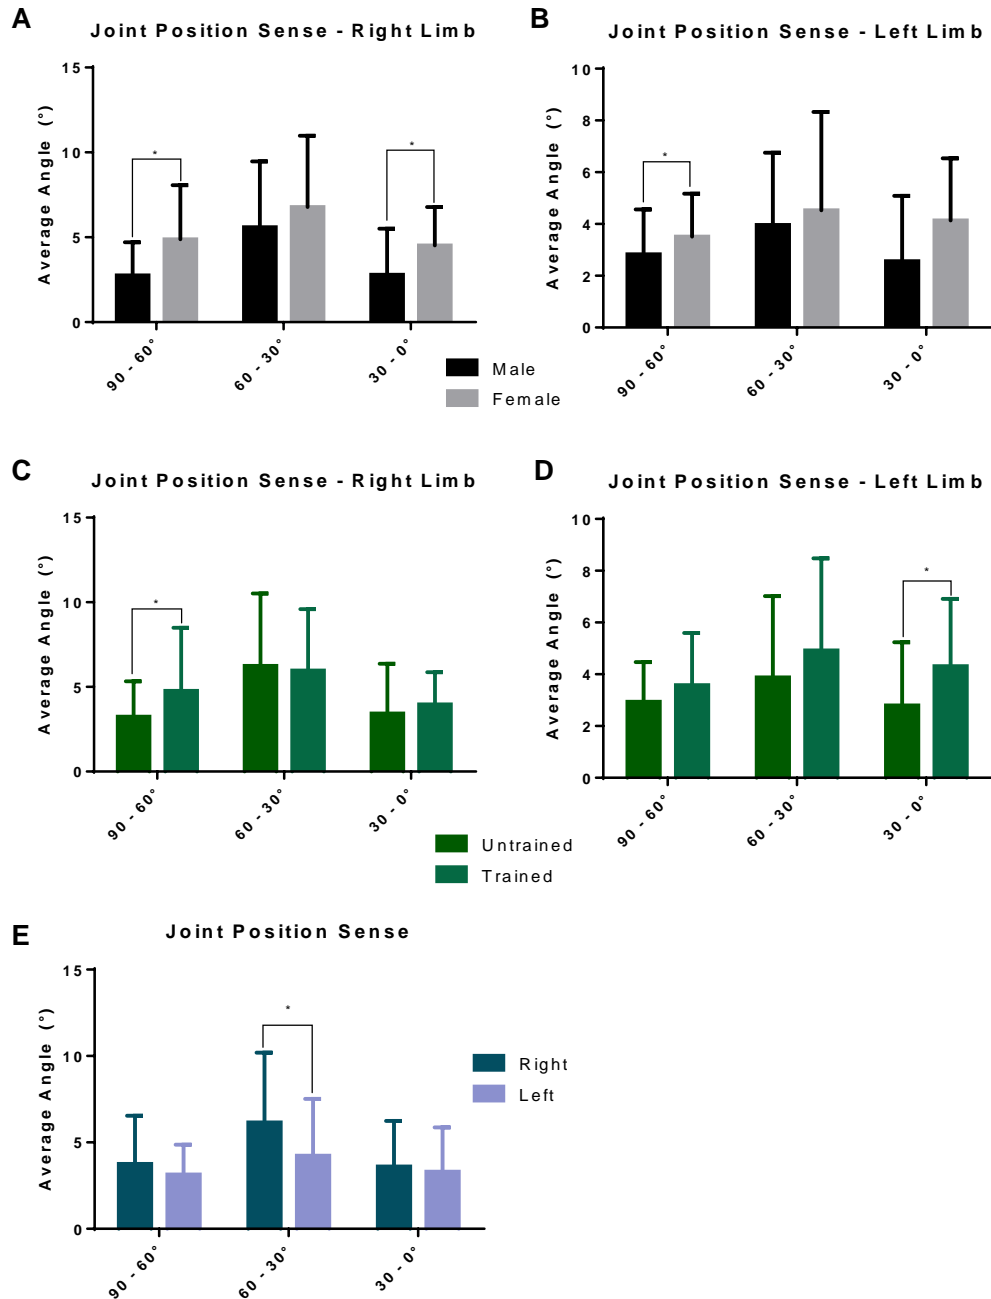 A
Joint Position Sense - Right Limb
15
10
5
0
Average Angle (°)
*
*
90 - 60°
60 - 30°
30 - 0°
B
Joint Position Sense - Left Limb
10
8
6
4
2
0
Average Angle (°)
*
90 - 60°
60 - 30°
30 - 0°
Male
Female
C
Joint Position Sense - Right Limb
15
10
5
0
Average Angle (°)
*
90 - 60°
60 - 30°
30 - 0°
D
Joint Position Sense - Left Limb
10
8
6
4
2
0
Average Angle (°)
*
90 - 60°
60 - 30°
30 - 0°
Untrained
Trained
E
Joint Position Sense
15
10
5
0
Average Angle (°)
*
90 - 60°
60 - 30°
30 - 0°
Right
Left